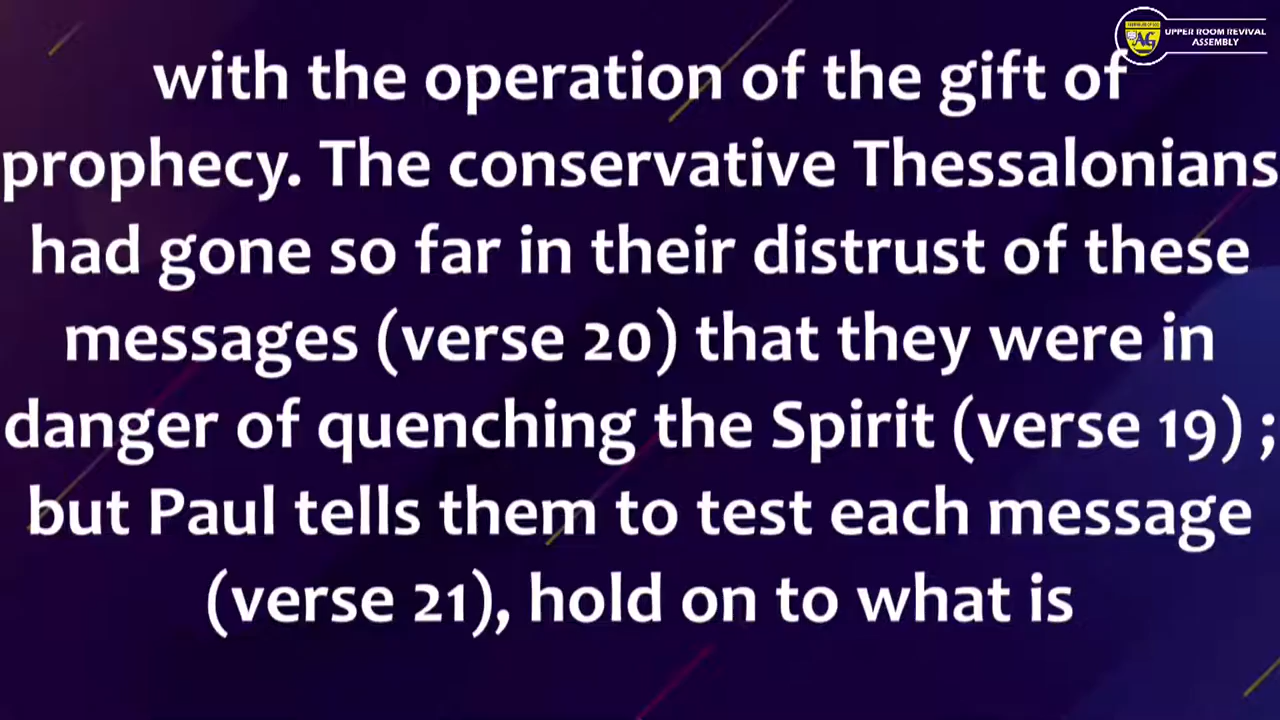 UPPER ROOM REVIVAL
ASSEMBLY
AG
with the operation of the gift of
prophecy. The conservative Thessalonians
had gone so far in their distrust of these
messages (verse 20) that they were in
danger of quenching the Spirit (verse 19) ;
but Paul tells them to test each message
(verse 21), hold on to what is